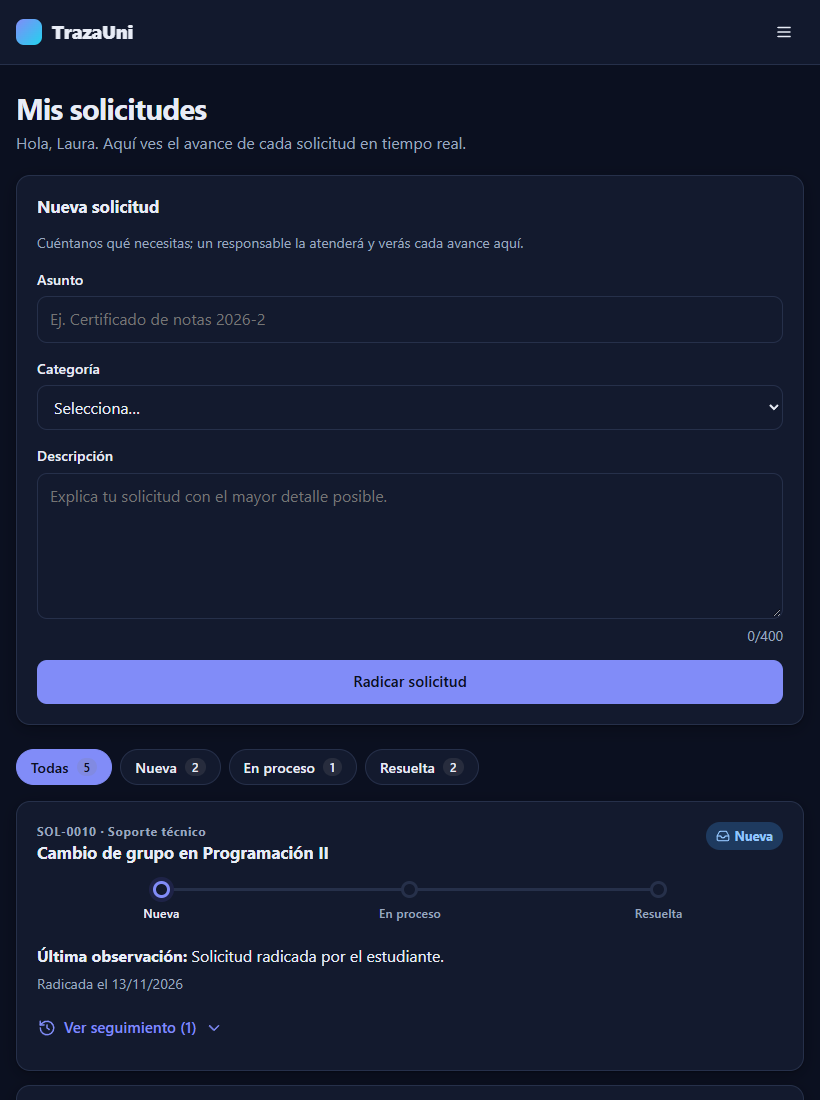 TrazaUni
Mis solicitudes
Hola, Laura. Aquí ves el avance de cada solicitud en tiempo real.
Nueva solicitud
Cuéntanos qué necesitas; un responsable la atenderá y verás cada avance aquí.
Asunto
Ej. Certificado de notas 2026-2
Categoría
Selecciona...
Descripción
Explica tu solicitud con el mayor detalle posible.
0/400
Radicar solicitud
Todas 5 Nueva 2 En proceso 1 Resuelta 2
SOL-0010 · Soporte técnico
Nueva
Cambio de grupo en Programación II
Nueva En proceso Resuelta
Última observación: Solicitud radicada por el estudiante.
Radicada el 13/11/2026
Ver seguimiento (1)